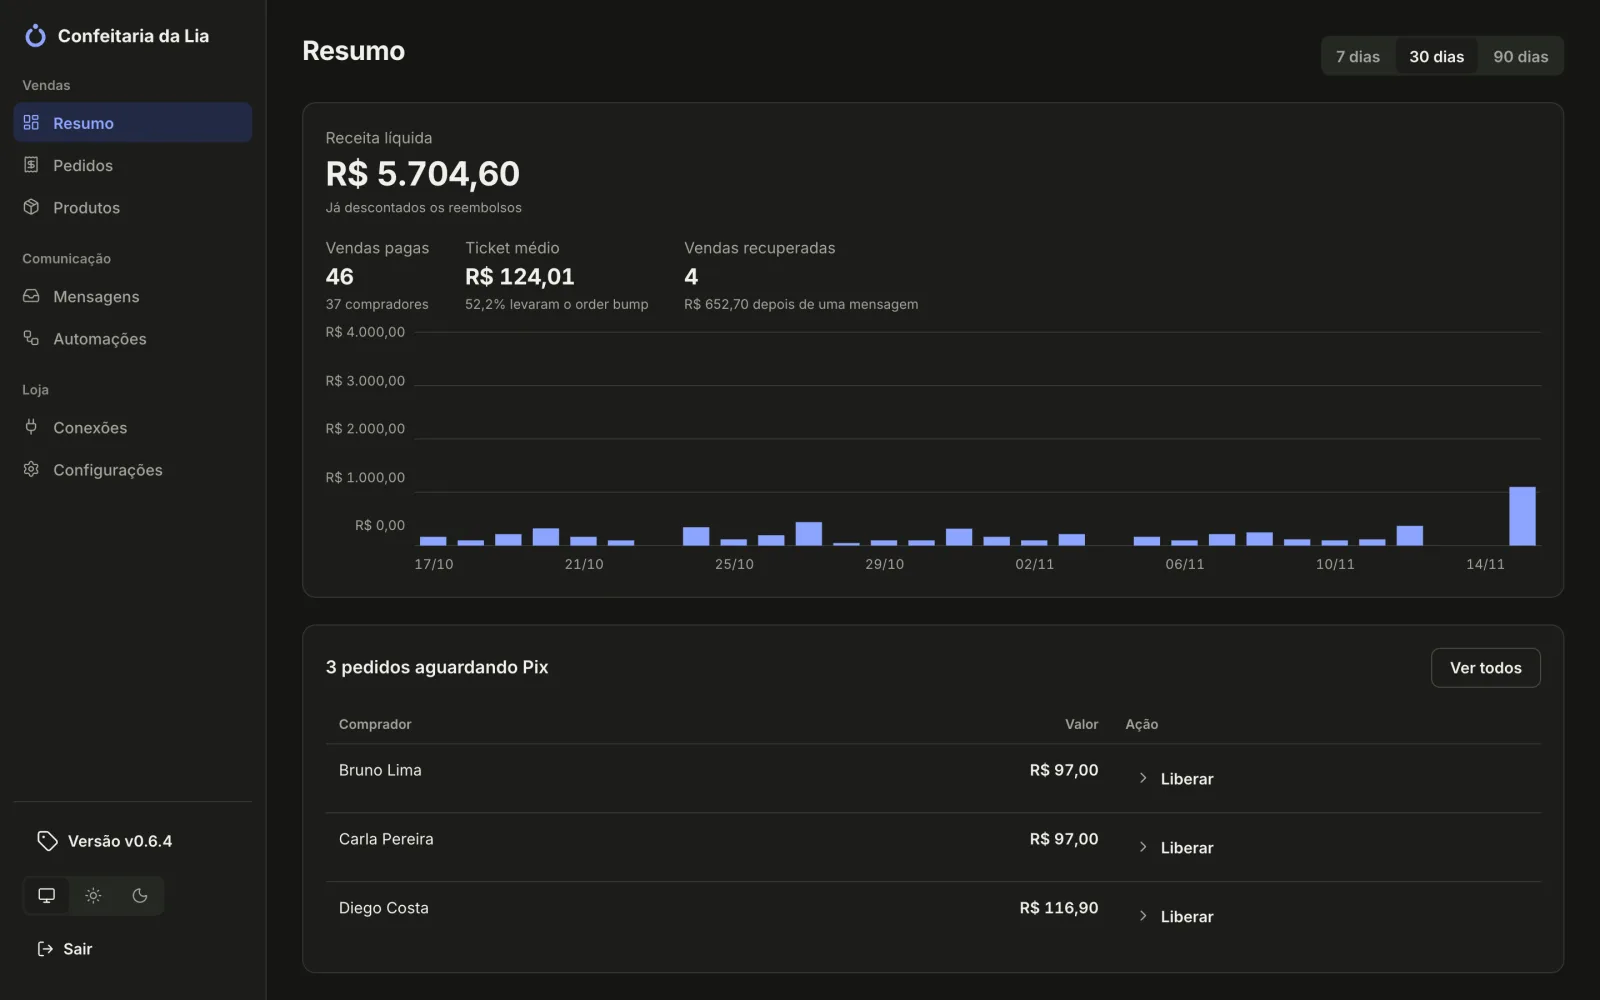 Confeitaria da Lia
Vendas
Resumo
Pedidos
Produtos
Comunicação
Mensagens
Automações
Loja
Conexões
Configurações
Versão v0.6.4
Sair
Resumo
7 dias 30 dias 90 dias
Receita líquida
R$ 5.704,60
Já descontados os reembolsos
Vendas pagas
46
37 compradores
Ticket médio
R$ 124,01
52,2% levaram o order bump
Vendas recuperadas
4
R$ 652,70 depois de uma mensagem
R$ 4.000,00
R$ 3.000,00
R$ 2.000,00
R$ 1.000,00
R$ 0,00
17/10 21/10 25/10 29/10 02/11 06/11 10/11 14/11
3 pedidos aguardando Pix
Ver todos
Comprador Valor Ação
Bruno Lima R$ 97,00 Liberar
Carla Pereira R$ 97,00 Liberar
Diego Costa R$ 116,90 Liberar